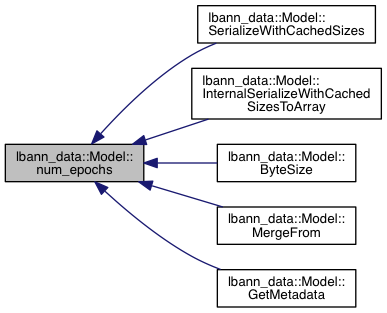 lbann_data::Model::
SerializeWithCachedSizes
lbann_data::Model::
InternalSerializeWithCached
SizesToArray
lbann_data::Model::
num_epochs
lbann_data::Model::
ByteSize
lbann_data::Model::
MergeFrom
lbann_data::Model::
GetMetadata